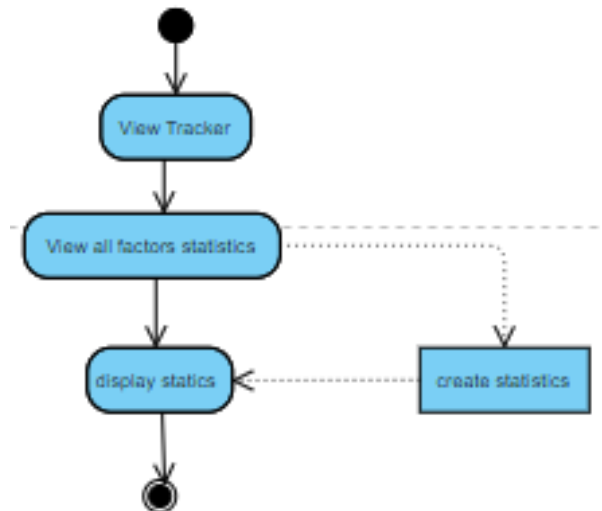 View Tracker
View all factors statistics
display statics
create statistics